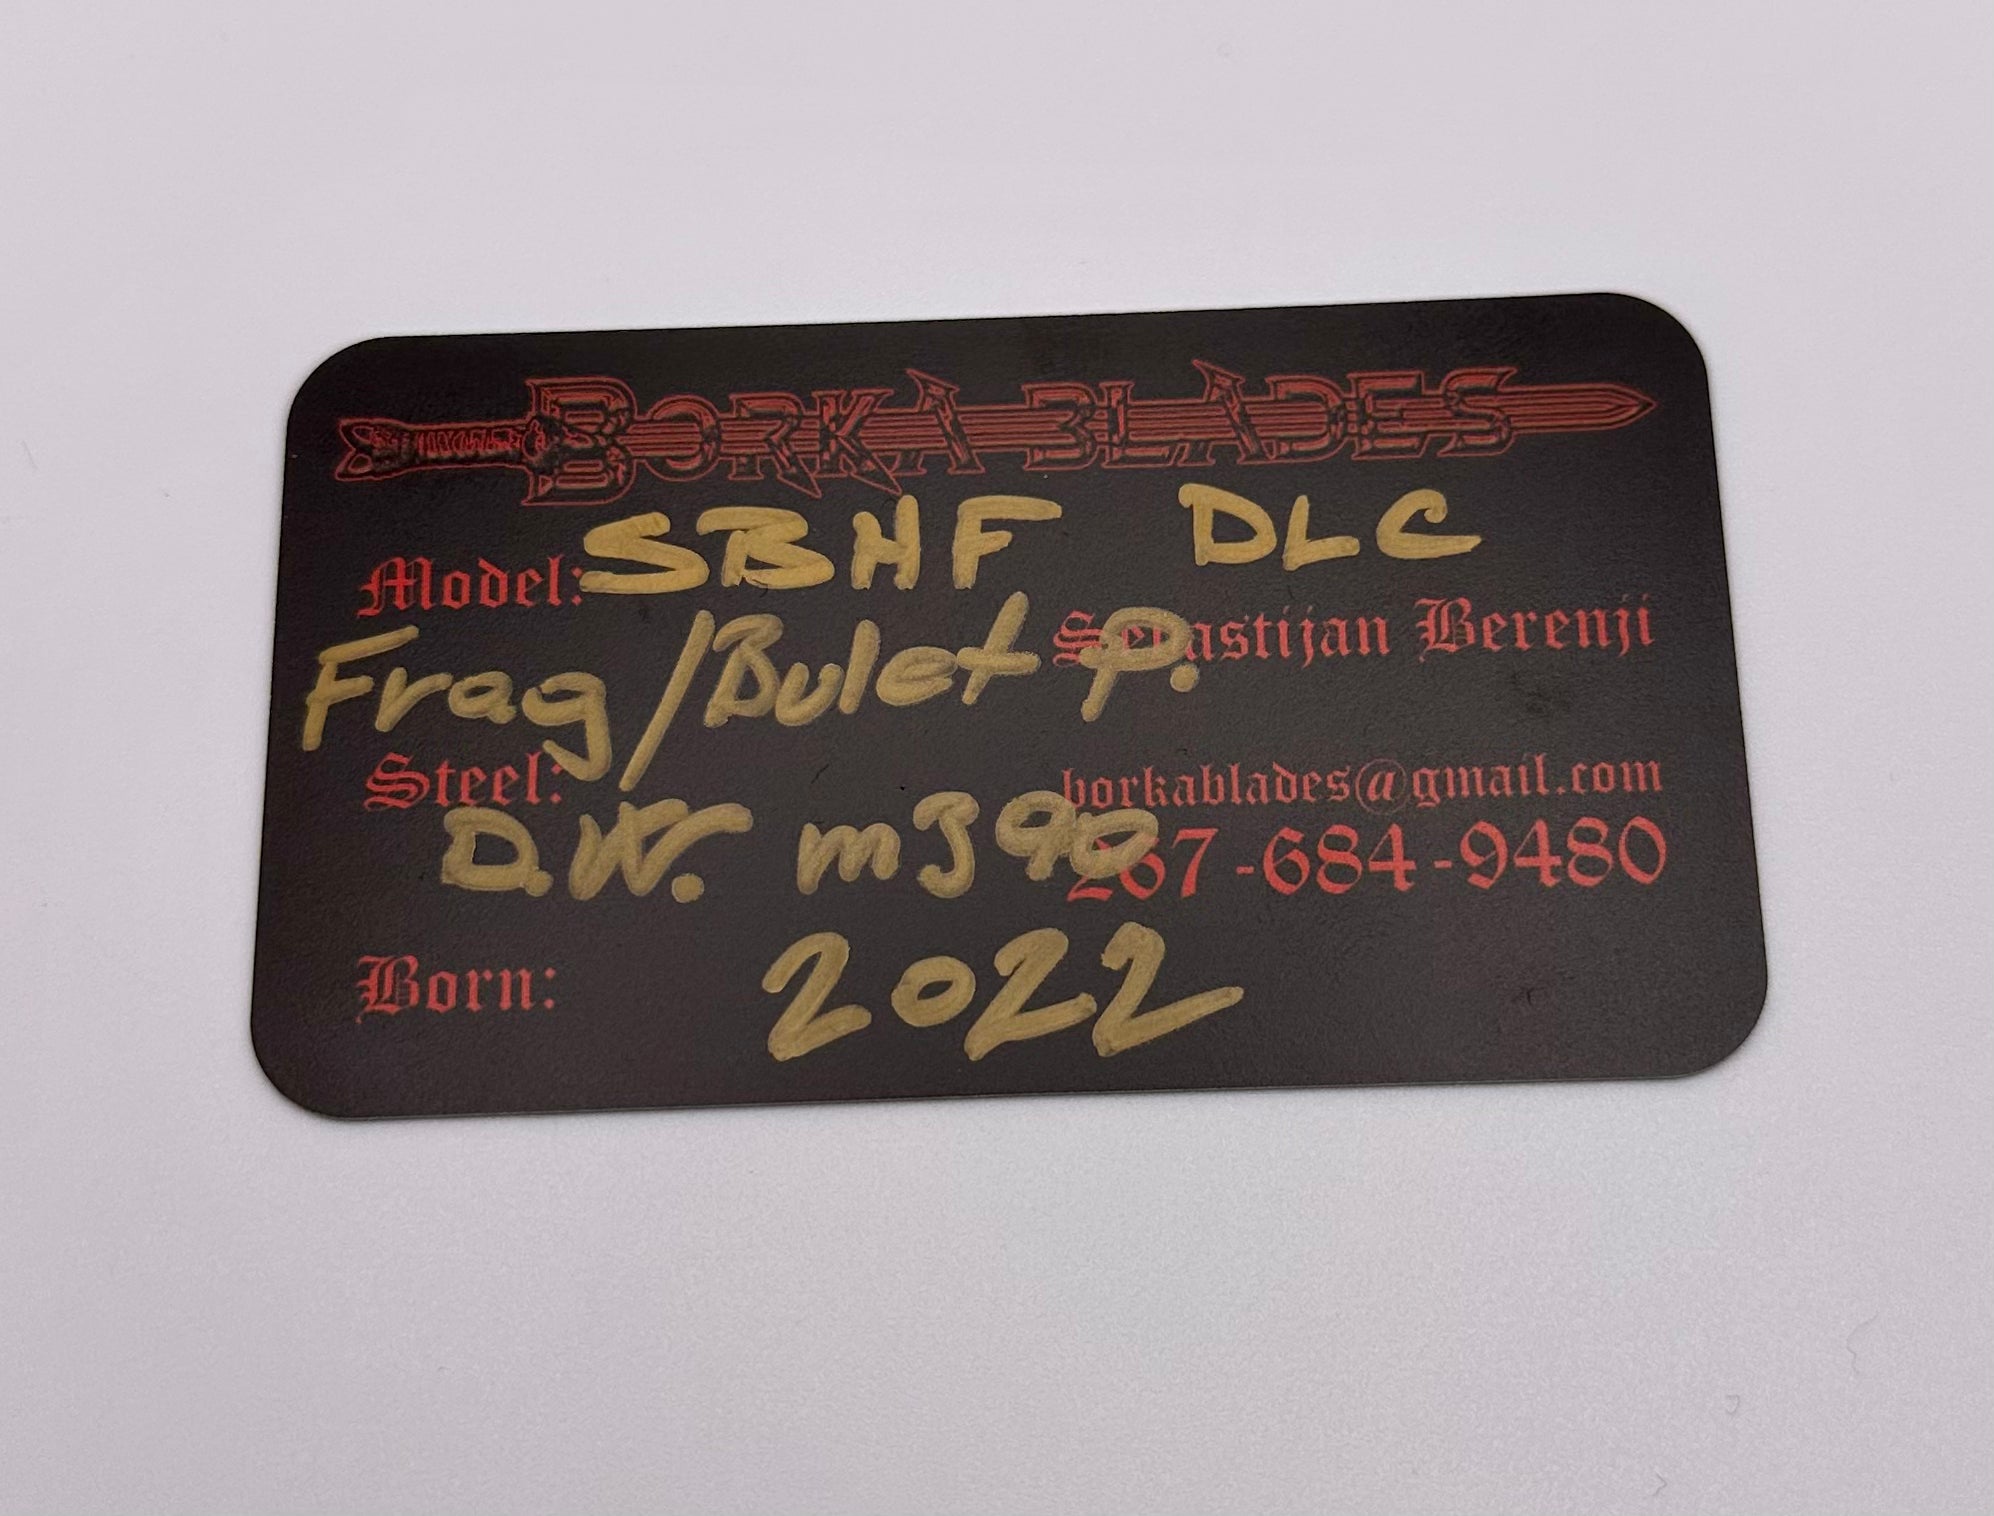 BORKA BLADES
Model: SBHF DLC
Sebastijan Berenji
Frag/Bulet P.
Steel:
borkablades@gmail.com
D.W. m390
267-684-9480
Born: 2022